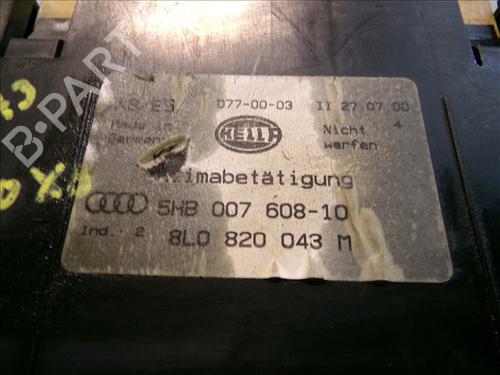 D77-00-03 II 27.07.00
Made in
Germany
HELLA
Nicht 4
werfen
Klimabetätigung
5HB 007 608-10
Ind. 2
8L0 820 043 M
B-PART